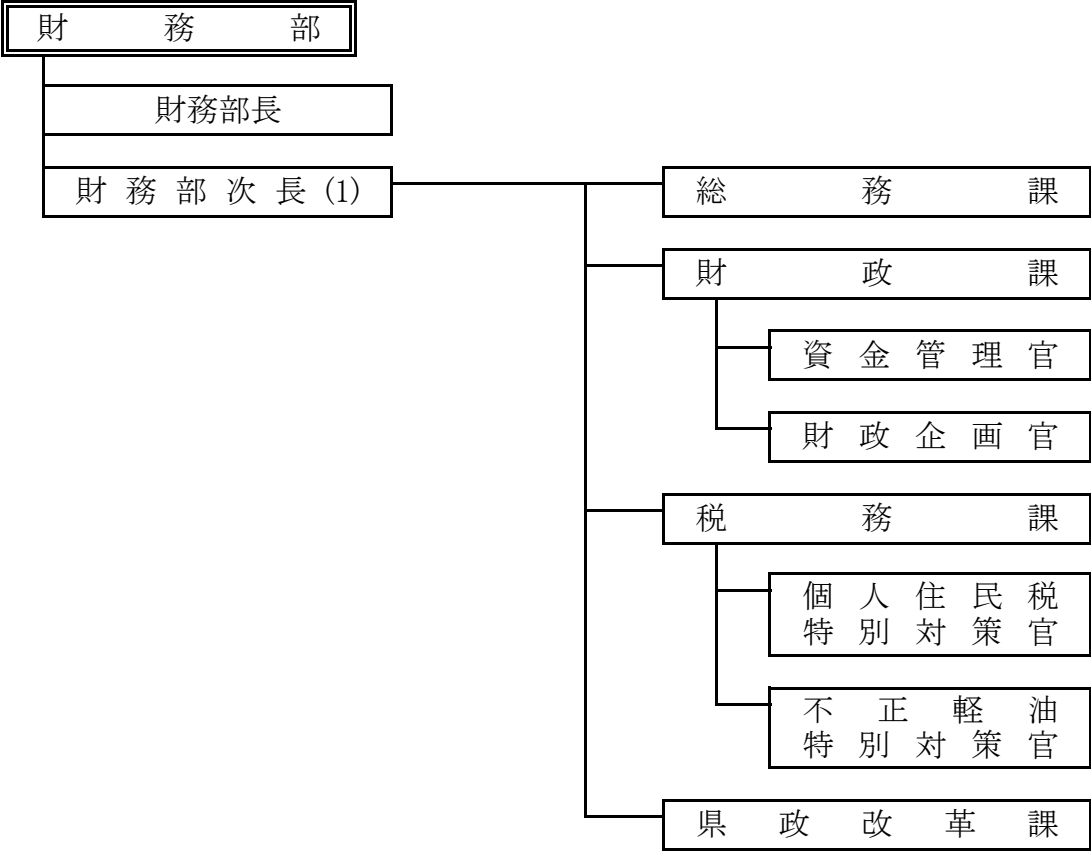 財務部
財務部長
財務部次長(1)
総務課
財政課
資金管理官
財政企画官
税務課
個人住民税
特別対策官
不正軽油
特別対策官
県政改革課